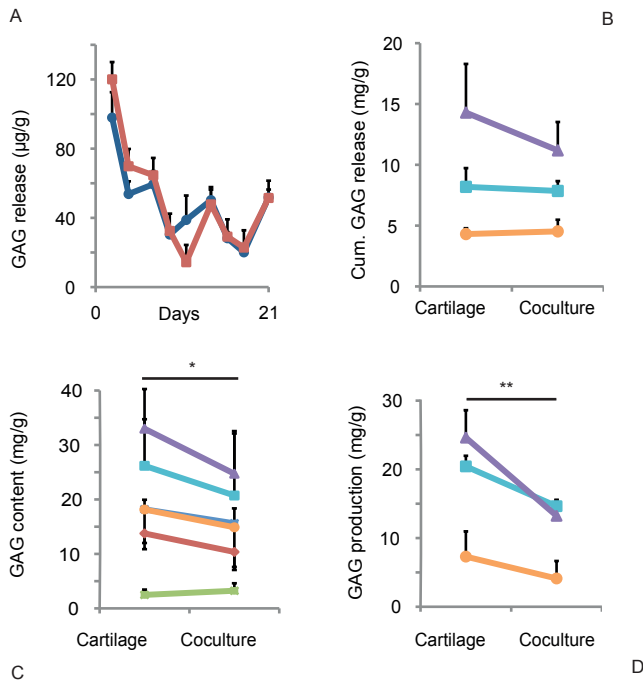 A
B
GAG release (µg/g)
120
80
40
0
0
Days
21
Cum. GAG release (mg/g)
20
15
10
5
0
Cartilage
Coculture
*
GAG content (mg/g)
40
30
20
10
0
Cartilage
Coculture
**
GAG production (mg/g)
30
20
10
0
Cartilage
Coculture
C
D